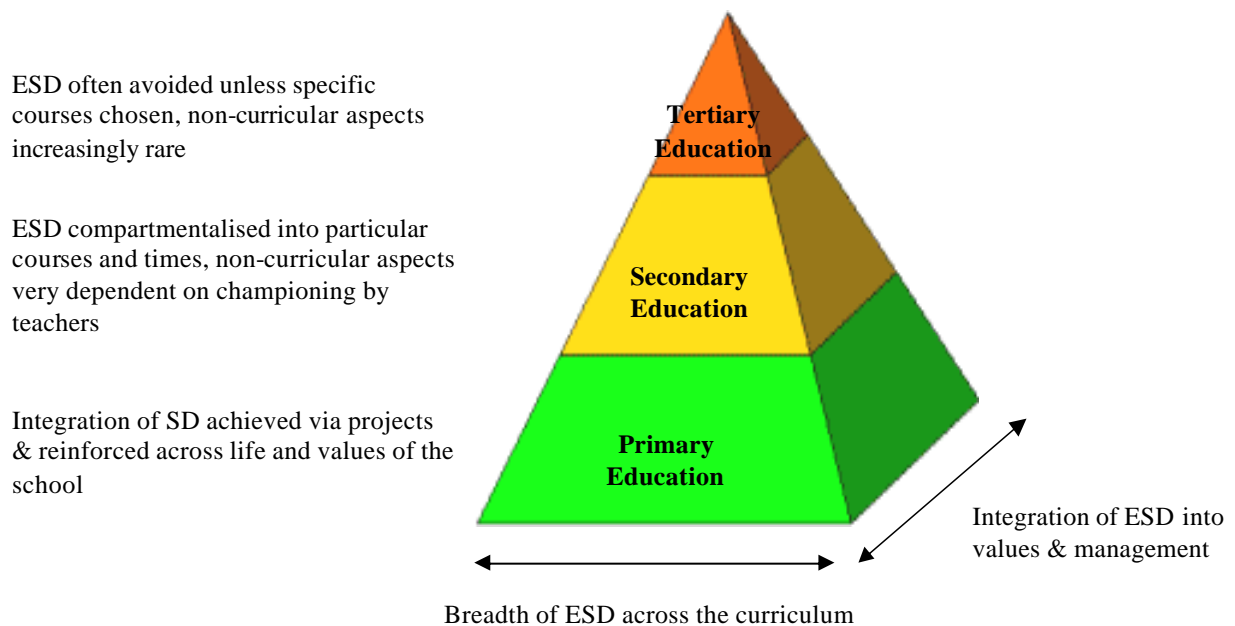 ESD often avoided unless specific
courses chosen, non-curricular aspects
increasingly rare
Tertiary
Education
ESD compartmentalised into particular
courses and times, non-curricular aspects
very dependent on championing by
teachers
Secondary
Education
Integration of SD achieved via projects
& reinforced across life and values of the
school
Primary
Education
Integration of ESD into
values & management
Breadth of ESD across the curriculum